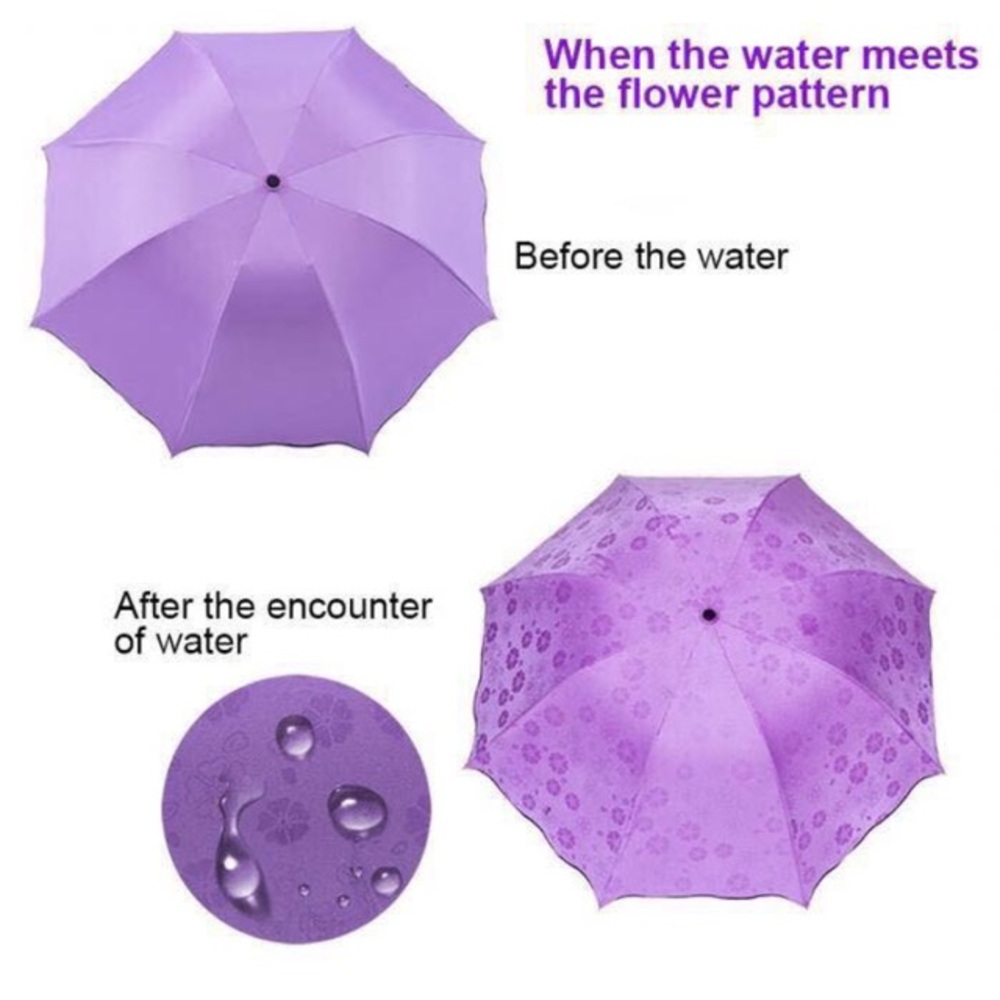 When the water meets
the flower pattern
Before the water
After the encounter
of water